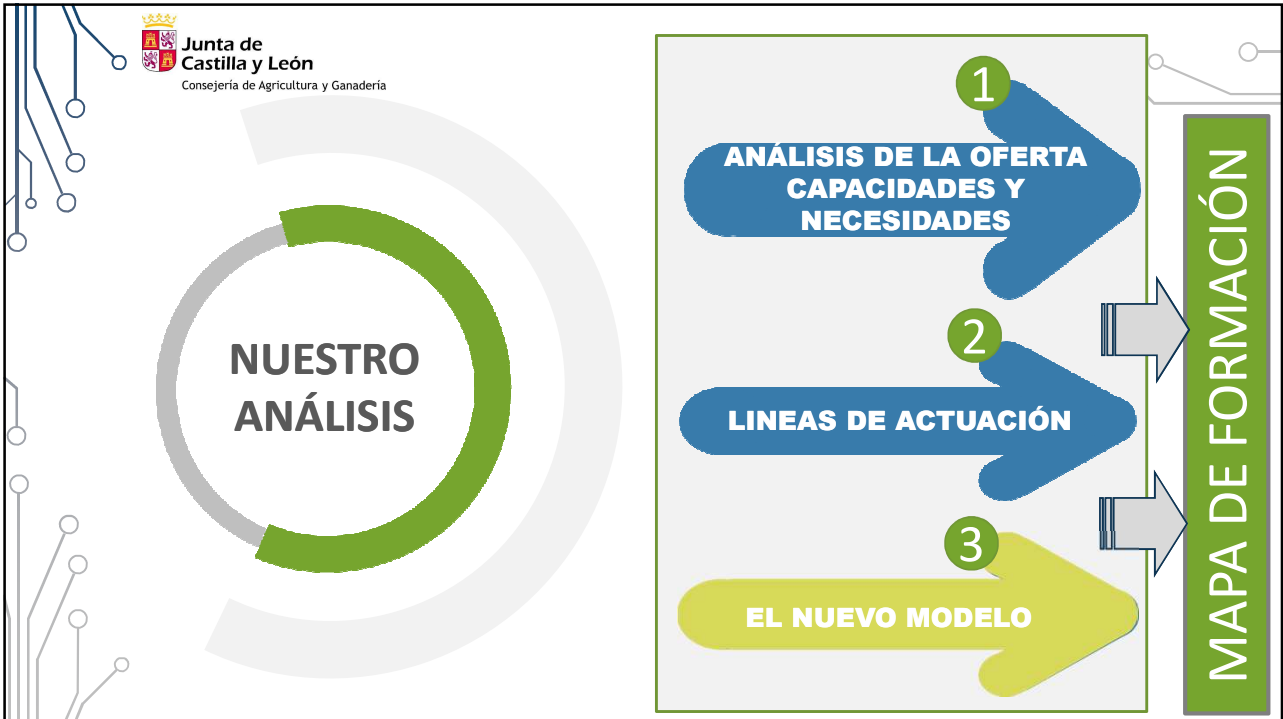 Junta de
Castilla y León
Consejería de Agricultura y Ganadería
NUESTRO
ANÁLISIS
1
ANÁLISIS DE LA OFERTA
CAPACIDADES Y
NECESIDADES
2
LINEAS DE ACTUACIÓN
3
EL NUEVO MODELO
MAPA DE FORMACIÓN